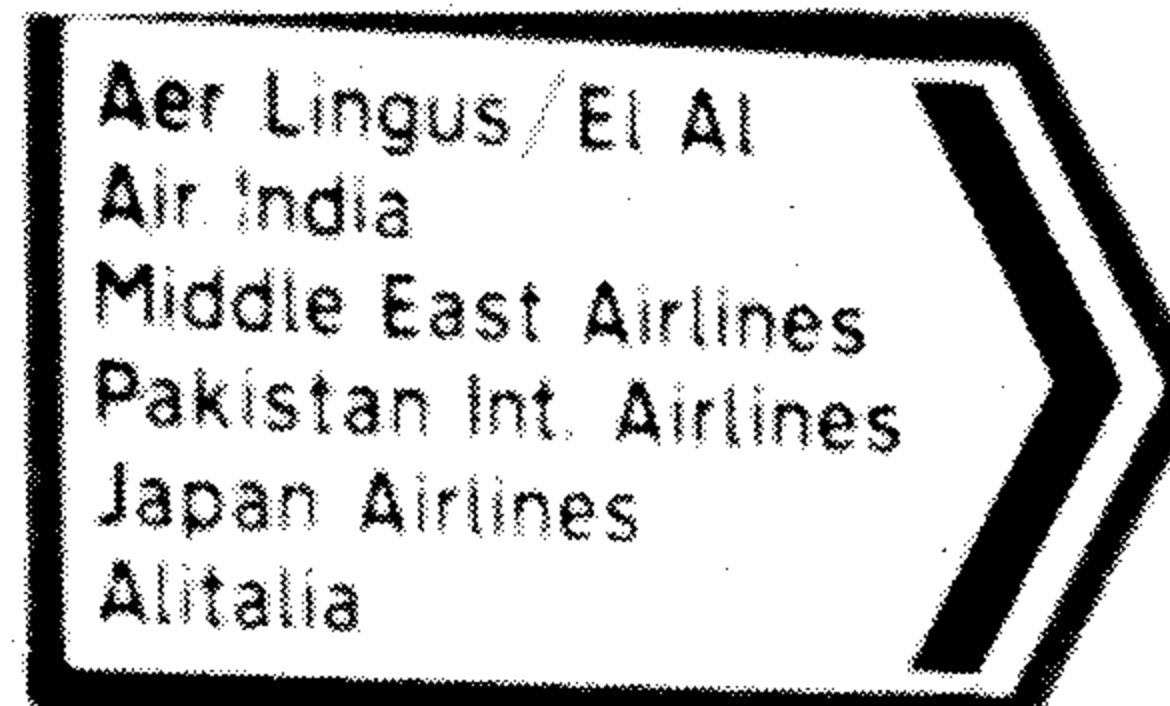 Aer Lingus/El Al
Air India
Middle East Airlines
Pakistan Int. Airlines
Japan Airlines
Alitalia